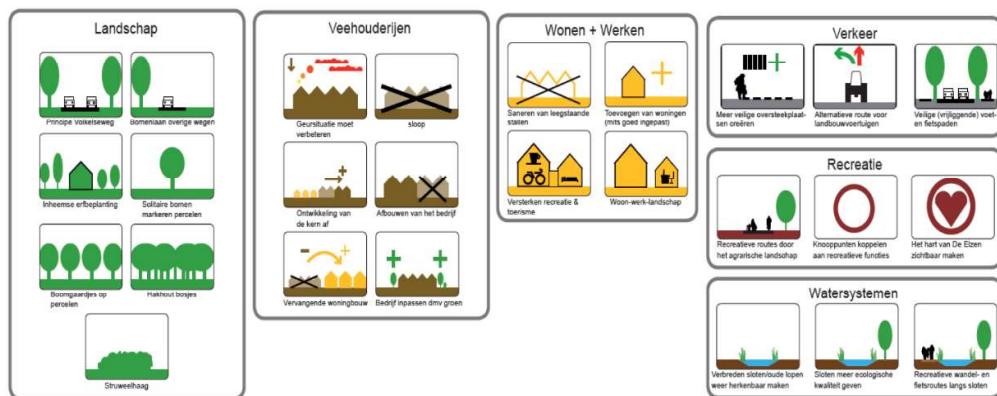 Landschap
Principe Volkelseweg
Bomenlaan overige wegen
Inheemse erfbeplanting
Solitaire bomen
markeren percelen
Boomgaardjes op
percelen
Hakhout bosjes
Struweelhaag
Veehouderijen
Geursituatie moet
verbeteren
sloop
Ontwikkeling van
de kern af
Afbouwen van het bedrijf
Vervangende woningbouw
Bedrijf inpassen dmv groen
Wonen + Werken
Saneren van leegstaande
stallen
Toevoegen van woningen
(mits goed ingepast)
Versterken recreatie &
toerisme
Woon-werk-landschap
Verkeer
Meer veilige oversteekplaat-
sen creëren
Alternatieve route voor
landbouwvoertuigen
Veilige (vrijliggende) voet-
en fietspaden
Recreatie
Recreatieve routes door
het agrarische landschap
Knooppunten koppelen
aan recreatieve functies
Het hart van De Elzen
zichtbaar maken
Watersystemen
Verbreden sloten/oude lopen
weer herkenbaar maken
Sloten meer ecologische
kwaliteit geven
Recreatieve wandel- en
fietsroutes langs sloten